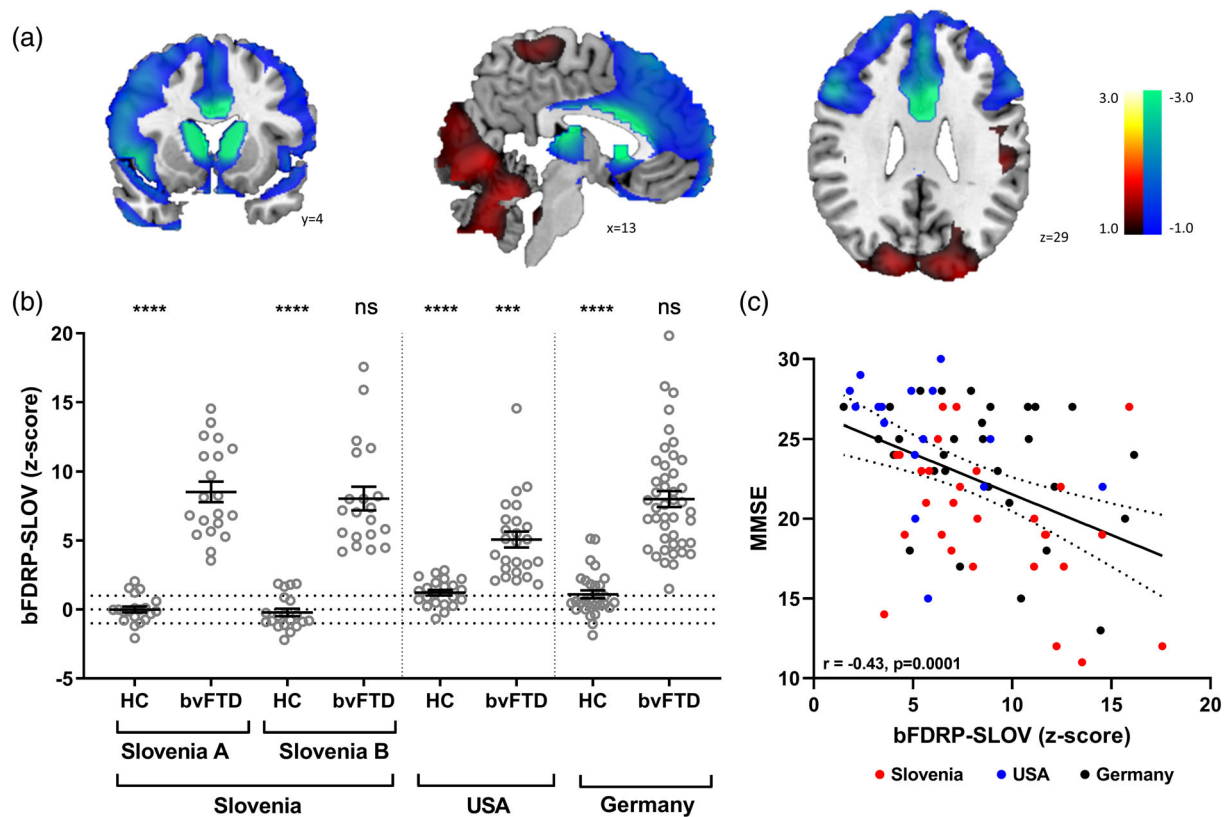 (a)
y=4
x=13
z=29
3.0
-3.0
1.0
-1.0
(b)
**** **** ns **** *** **** ns
bFDRP-SLOV (z-score)
20
15
10
5
0
-5
HC bvFTD HC bvFTD HC bvFTD HC bvFTD
Slovenia A Slovenia B
Slovenia USA Germany
(c)
MMSE
30
25
20
15
10
r = -0.43, p=0.0001
0 5 10 15 20
bFDRP-SLOV (z-score)
Slovenia USA Germany